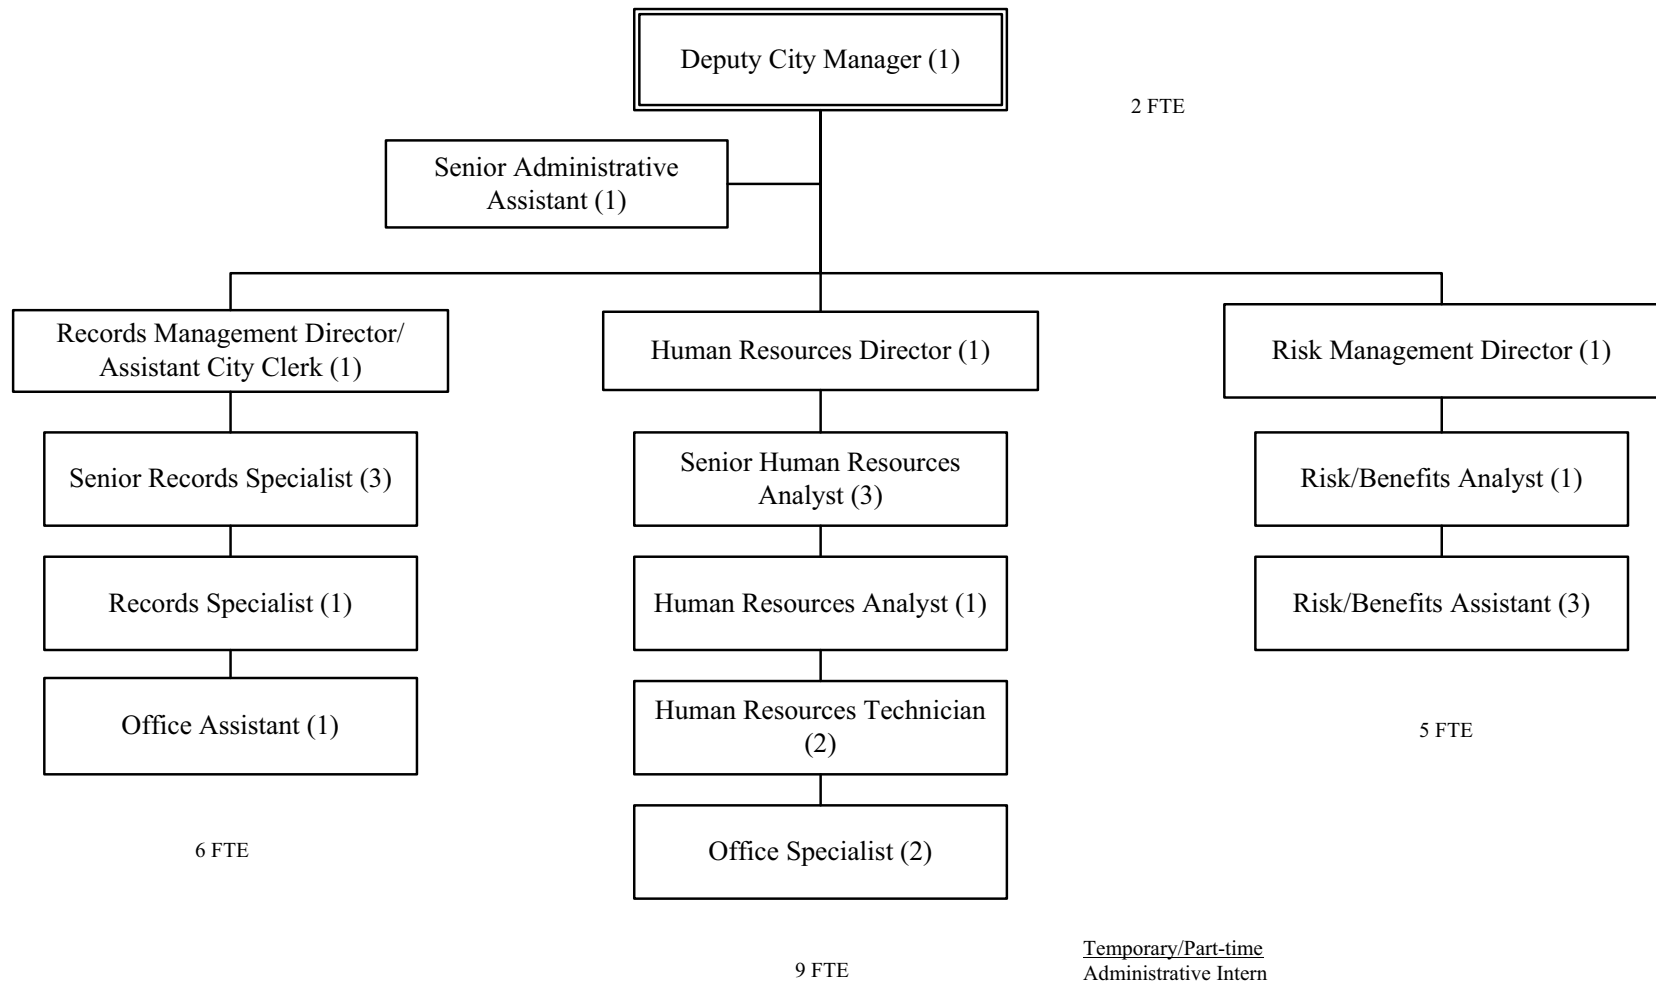 Deputy City Manager (1)
2 FTE
Senior Administrative
Assistant (1)
Records Management Director/
Assistant City Clerk (1)
Human Resources Director (1)
Risk Management Director (1)
Senior Records Specialist (3)
Senior Human Resources
Analyst (3)
Risk/Benefits Analyst (1)
Records Specialist (1)
Human Resources Analyst (1)
Risk/Benefits Assistant (3)
Office Assistant (1)
Human Resources Technician
(2)
5 FTE
6 FTE
Office Specialist (2)
9 FTE
Temporary/Part-time
Administrative Intern